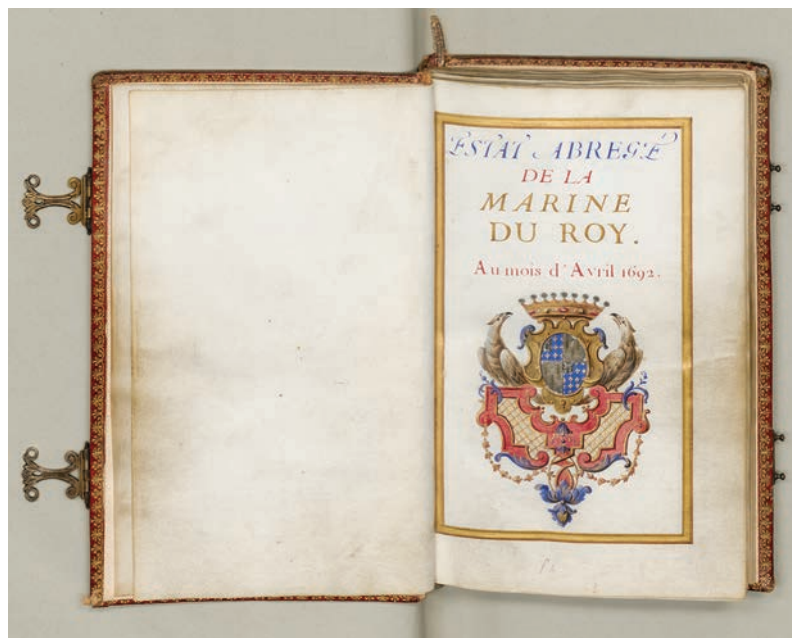 ESTAT ABREGÉ
DE LA
MARINE
DU ROY.
Au mois d'Avril 1692.